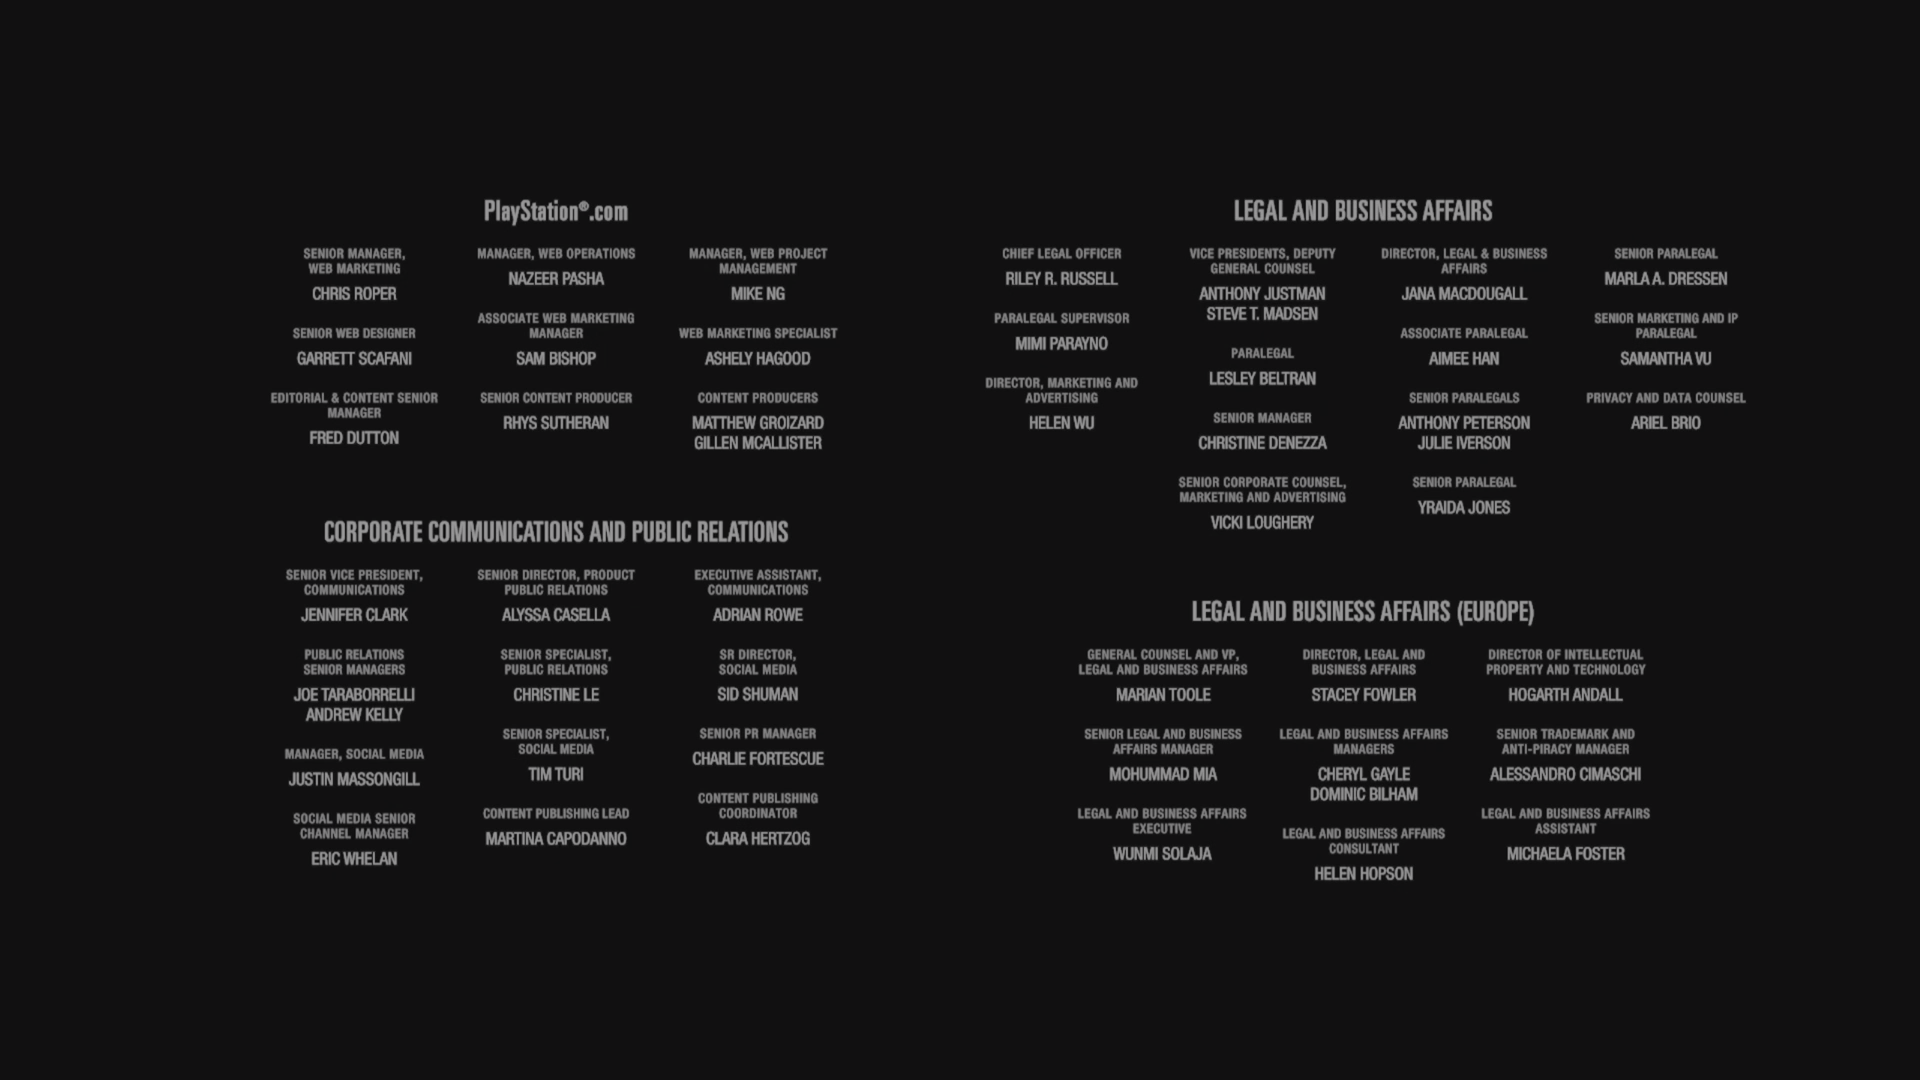 PlayStation®.com
SENIOR MANAGER,
WEB MARKETING
CHRIS ROPER
SENIOR WEB DESIGNER
GARRETT SCAFANI
EDITORIAL & CONTENT SENIOR
MANAGER
FRED DUTTON
MANAGER, WEB OPERATIONS
NAZEER PASHA
ASSOCIATE WEB MARKETING
MANAGER
SAM BISHOP
SENIOR CONTENT PRODUCER
RHYS SUTHERAN
MANAGER, WEB PROJECT
MANAGEMENT
MIKE NG
WEB MARKETING SPECIALIST
ASHELY HAGOOD
CONTENT PRODUCERS
MATTHEW GROIZARD
GILLEN MCALLISTER
CORPORATE COMMUNICATIONS AND PUBLIC RELATIONS
SENIOR VICE PRESIDENT,
COMMUNICATIONS
JENNIFER CLARK
PUBLIC RELATIONS
SENIOR MANAGERS
JOE TARABORRELLI
ANDREW KELLY
MANAGER, SOCIAL MEDIA
JUSTIN MASSONGILL
SOCIAL MEDIA SENIOR
CHANNEL MANAGER
ERIC WHELAN
SENIOR DIRECTOR, PRODUCT
PUBLIC RELATIONS
ALYSSA CASELLA
SENIOR SPECIALIST,
PUBLIC RELATIONS
CHRISTINE LE
SENIOR SPECIALIST,
SOCIAL MEDIA
TIM TURI
CONTENT PUBLISHING LEAD
MARTINA CAPODANNO
EXECUTIVE ASSISTANT,
COMMUNICATIONS
ADRIAN ROWE
SR DIRECTOR,
SOCIAL MEDIA
SID SHUMAN
SENIOR PR MANAGER
CHARLIE FORTESCUE
CONTENT PUBLISHING
COORDINATOR
CLARA HERTZOG
LEGAL AND BUSINESS AFFAIRS
CHIEF LEGAL OFFICER
RILEY R. RUSSELL
PARALEGAL SUPERVISOR
MIMI PARAYNO
DIRECTOR, MARKETING AND
ADVERTISING
HELEN WU
VICE PRESIDENTS, DEPUTY
GENERAL COUNSEL
ANTHONY JUSTMAN
STEVE T. MADSEN
PARALEGAL
LESLEY BELTRAN
SENIOR MANAGER
CHRISTINE DENEZZA
SENIOR CORPORATE COUNSEL,
MARKETING AND ADVERTISING
VICKI LOUGHERY
DIRECTOR, LEGAL & BUSINESS
AFFAIRS
JANA MACDOUGALL
ASSOCIATE PARALEGAL
AIMEE HAN
SENIOR PARALEGALS
ANTHONY PETERSON
JULIE IVERSON
SENIOR PARALEGAL
YRAIDA JONES
SENIOR PARALEGAL
MARLA A. DRESSEN
SENIOR MARKETING AND IP
PARALEGAL
SAMANTHA VU
PRIVACY AND DATA COUNSEL
ARIEL BRIO
LEGAL AND BUSINESS AFFAIRS (EUROPE)
GENERAL COUNSEL AND VP,
LEGAL AND BUSINESS AFFAIRS
MARIAN TOOLE
SENIOR LEGAL AND BUSINESS
AFFAIRS MANAGER
MOHUMMAD MIA
LEGAL AND BUSINESS AFFAIRS
EXECUTIVE
WUNMI SOLAJA
DIRECTOR, LEGAL AND
BUSINESS AFFAIRS
STACEY FOWLER
LEGAL AND BUSINESS AFFAIRS
MANAGERS
CHERYL GAYLE
DOMINIC BILHAM
LEGAL AND BUSINESS AFFAIRS
CONSULTANT
HELEN HOPSON
DIRECTOR OF INTELLECTUAL
PROPERTY AND TECHNOLOGY
HOGARTH ANDALL
SENIOR TRADEMARK AND
ANTI-PIRACY MANAGER
ALESSANDRO CIMASCHI
LEGAL AND BUSINESS AFFAIRS
ASSISTANT
MICHAELA FOSTER